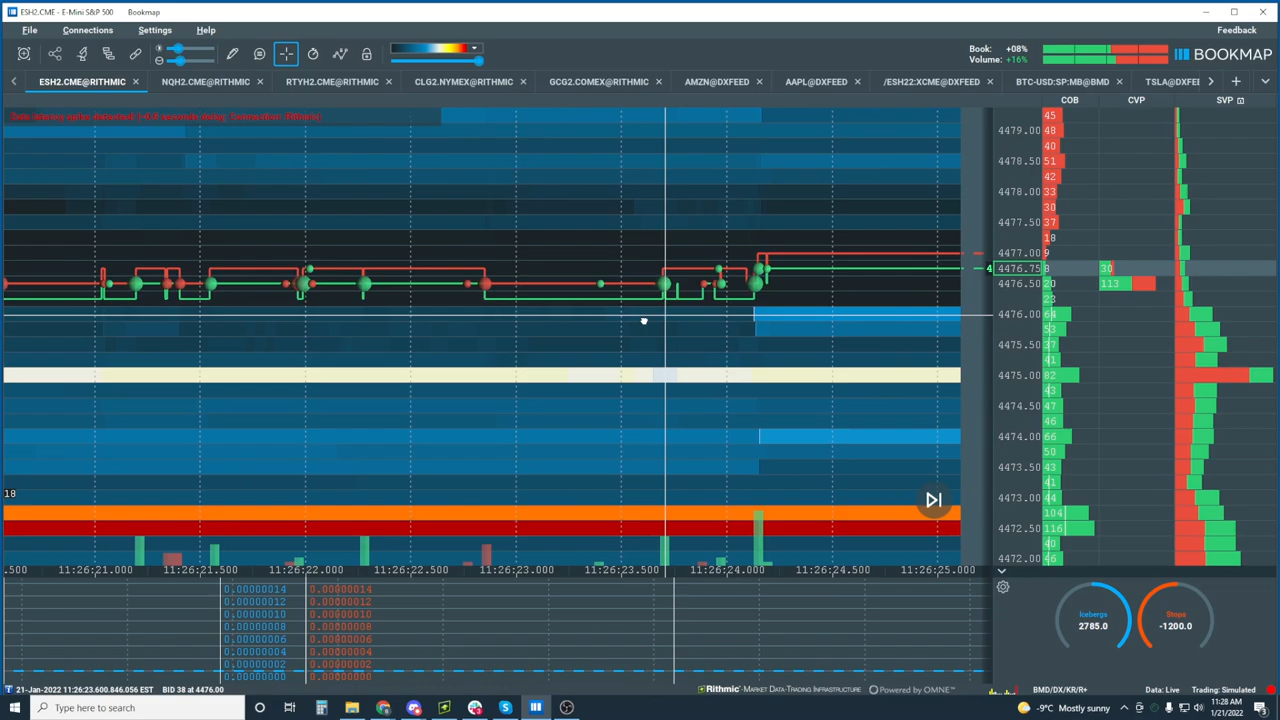 ESH2.CME - E-Mini S&P 500
Bookmap
File Connections Settings Help
Feedback
Book: +08%
Volume: +16%
BOOKMAP
ESH2.CME@RITHMIC NQH2.CME@RITHMIC RTYH2.CME@RITHMIC CLG2.NYMEX@RITHMIC GCG2.COMEX@RITHMIC AMZN@DXFEED AAPL@DXFEED /ESH22:XCME@DXFEED BTC-USD:SP:MB@BMD TSLA@DXFEE
COB CVP SVP
45
4479.00 48
40
4478.50 51
42
4478.00 33
30
4477.50 37
18
4477.00 9
4 4476.75 8 30
4476.50 20 113
23
4476.00 64
53
4475.50 37
41
4475.00 82
43
4474.50 47
46
4474.00 66
50
4473.50 43
41
4473.00 44
104
4472.50 116
40
4472.00 46
18
.500 11:26:21.000 11:26:21.500 11:26:22.000 11:26:22.500 11:26:23.000 11:26:23.500 11:26:24.000 11:26:24.500 11:26:25.000
0.00000014 0.00000014
0.00000012 0.00000012
0.00000010 0.00000010
0.00000008 0.00000008
0.00000006 0.00000006
0.00000004 0.00000004
0.00000002 0.00000002
0.00000000 0.00000000
Icebergs
2785.0
Stops
-1200.0
21-Jan-2022 11:26:23.600.846.056 EST BID 38 at 4476.00
Rithmic - Market Data-Trading Infrastructure
Powered by OMNE™
BMD/DX/KR/R+
Data: Live
Trading: Simulated
Type here to search
-9°C Mostly sunny
11:28 AM
1/21/2022
3